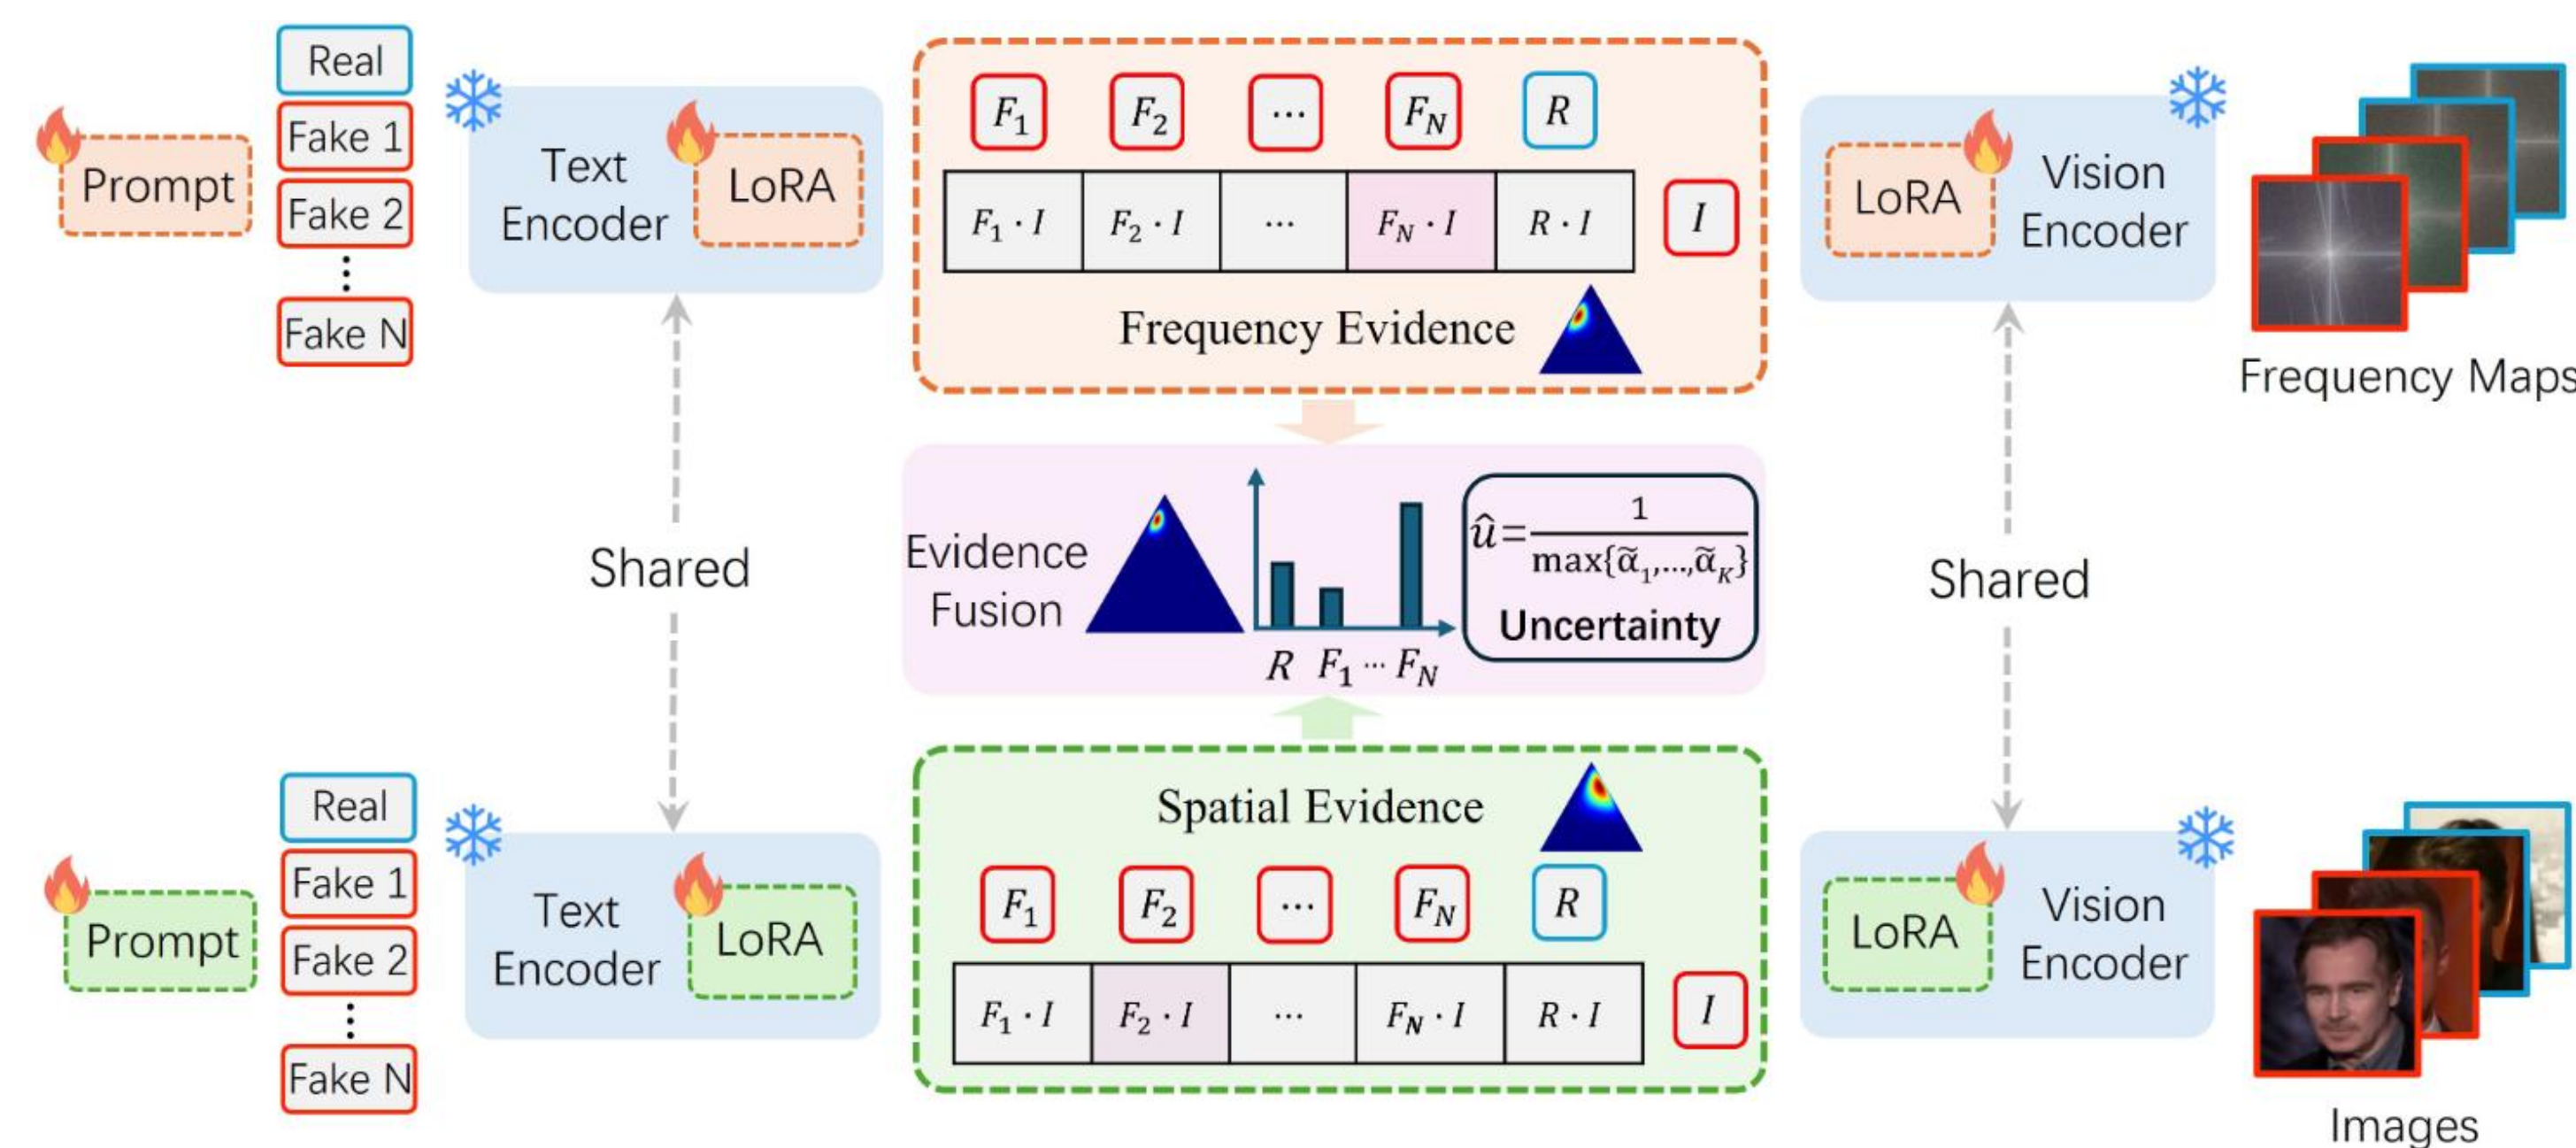 Real
Fake 1
Fake 2
⋮
Fake N
Prompt
Text
Encoder
LoRA
F₁ F₂ ··· F_N R
F₁ · I F₂ · I ··· F_N · I R · I I
Frequency Evidence
LoRA
Vision
Encoder
Frequency Maps
Shared
Evidence
Fusion
R F₁ ··· F_N
û = 1 / max{α̃₁,...,α̃_K}
Uncertainty
Shared
Real
Fake 1
Fake 2
⋮
Fake N
Prompt
Text
Encoder
LoRA
Spatial Evidence
F₁ F₂ ··· F_N R
F₁ · I F₂ · I ··· F_N · I R · I I
LoRA
Vision
Encoder
Images